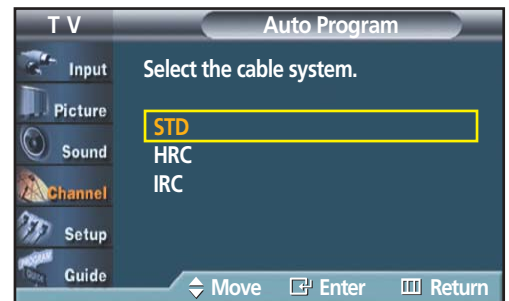 T V
Auto Program
Input
Picture
Sound
Channel
Setup
Guide
Select the cable system.
STD
HRC
IRC
Move Enter Return